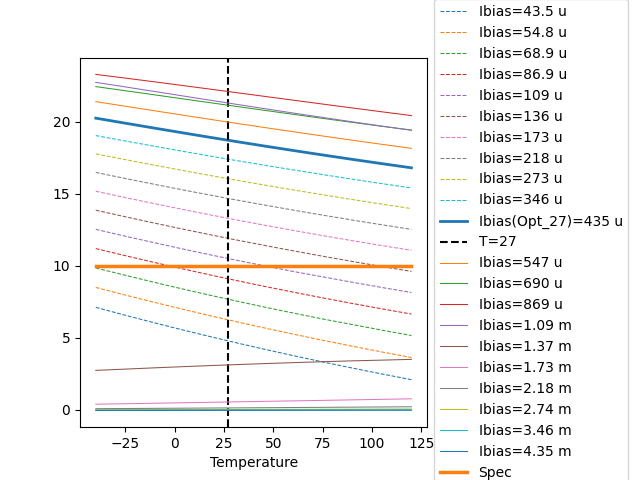 20
15
10
5
0
−25
0
25
50
75
100
125
Temperature
Ibias=43.5 u
Ibias=54.8 u
Ibias=68.9 u
Ibias=86.9 u
Ibias=109 u
Ibias=136 u
Ibias=173 u
Ibias=218 u
Ibias=273 u
Ibias=346 u
Ibias(Opt_27)=435 u
T=27
Ibias=547 u
Ibias=690 u
Ibias=869 u
Ibias=1.09 m
Ibias=1.37 m
Ibias=1.73 m
Ibias=2.18 m
Ibias=2.74 m
Ibias=3.46 m
Ibias=4.35 m
Spec